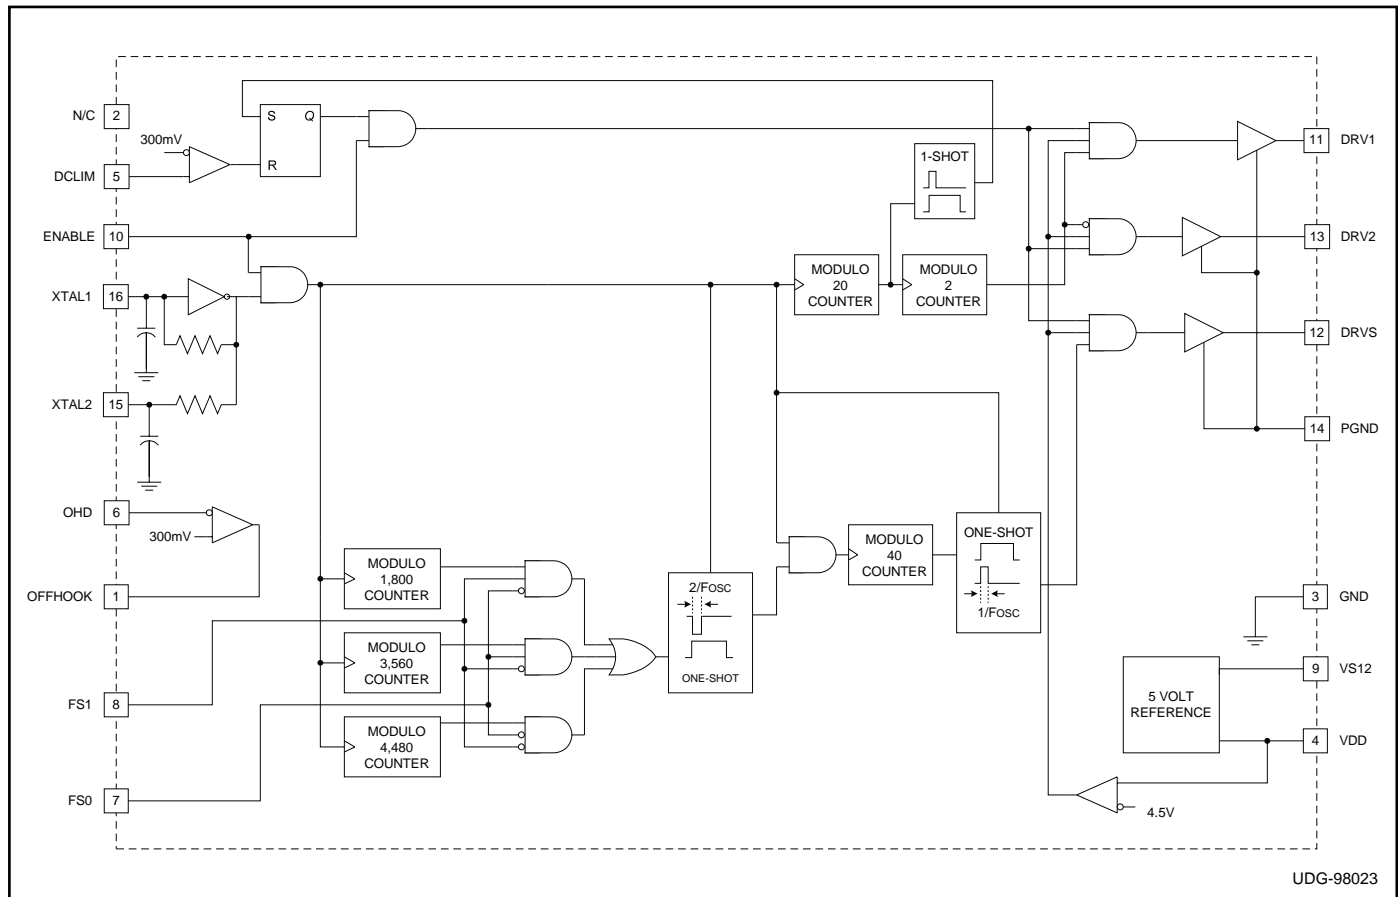 N/C 2
300mV
S Q
R
DCLIM 5
ENABLE 10
XTAL1 16
XTAL2 15
OHD 6
300mV
OFFHOOK 1
FS1 8
FS0 7
MODULO
1,800
COUNTER
MODULO
3,560
COUNTER
MODULO
4,480
COUNTER
2/FOSC
ONE-SHOT
1-SHOT
MODULO
20
COUNTER
MODULO
2
COUNTER
MODULO
40
COUNTER
ONE-SHOT
1/FOSC
11 DRV1
13 DRV2
12 DRVS
14 PGND
3 GND
5 VOLT
REFERENCE
9 VS12
4 VDD
4.5V
UDG-98023